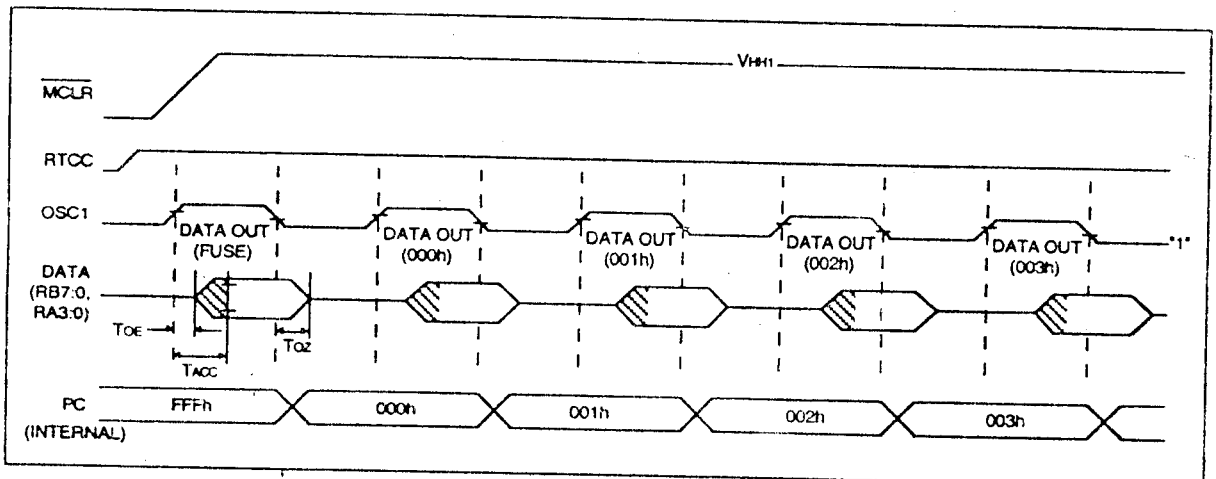 VHH1
MCLR
RTCC
OSC1
DATA OUT
(FUSE)
DATA OUT
(000h)
DATA OUT
(001h)
DATA OUT
(002h)
DATA OUT
(003h)
"1"
DATA
(RB7:0,
RA3:0)
TOE
TOZ
TACC
PC
(INTERNAL)
FFFh
000h
001h
002h
003h